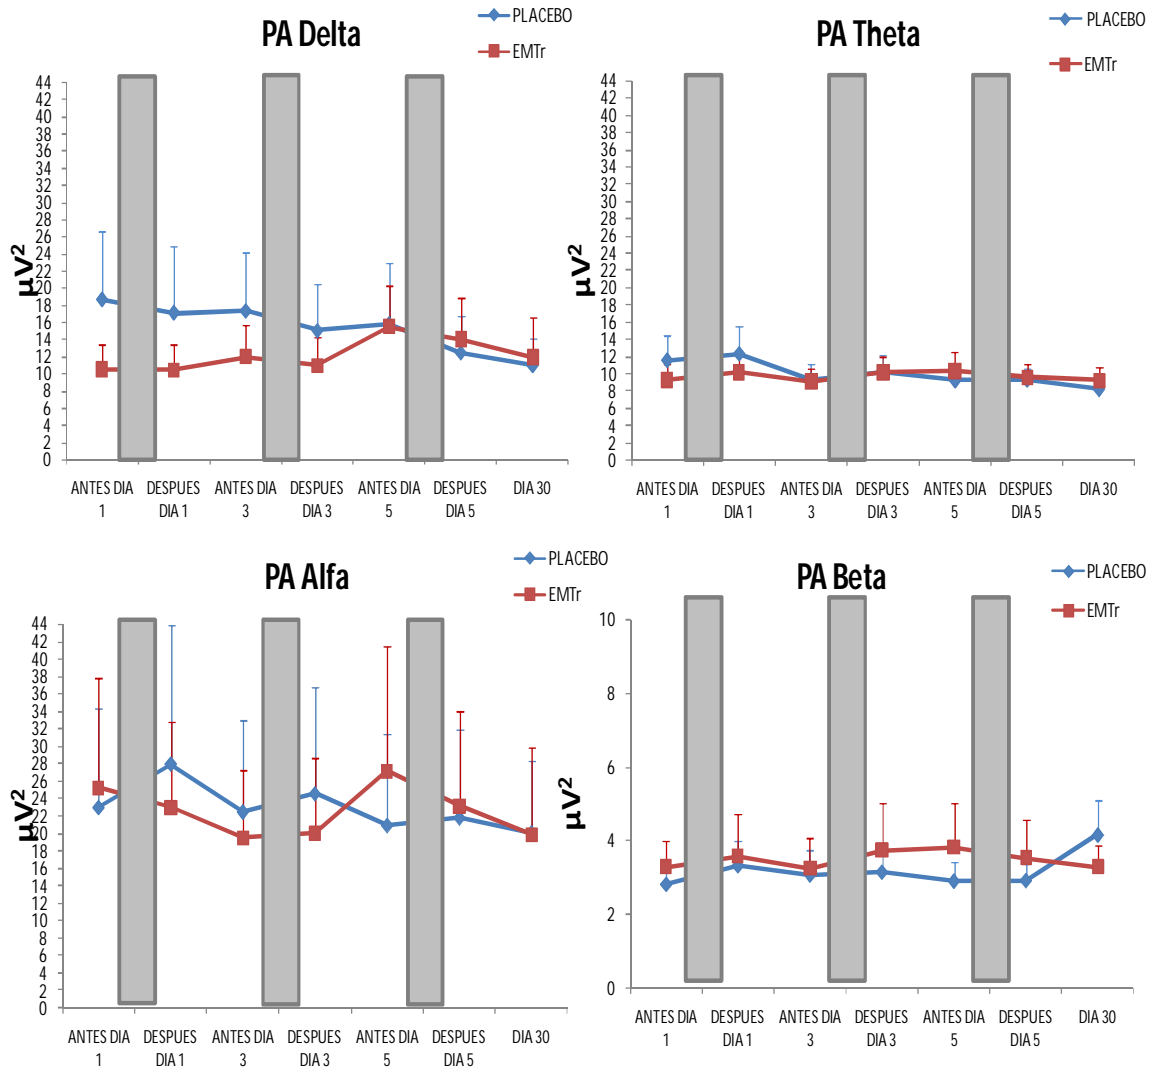 PA Delta
PLACEBO
EMTr
44
42
40
38
36
34
32
30
28
26
24
22
20
18
16
14
12
10
8
6
4
2
0
µV²
ANTES DIA 1
DESPUES DIA 1
ANTES DIA 3
DESPUES DIA 3
ANTES DIA 5
DESPUES DIA 5
DIA 30
PA Theta
PLACEBO
EMTr
44
42
40
38
36
34
32
30
28
26
24
22
20
18
16
14
12
10
8
6
4
2
0
µV²
ANTES DIA 1
DESPUES DIA 1
ANTES DIA 3
DESPUES DIA 3
ANTES DIA 5
DESPUES DIA 5
DIA 30
PA Alfa
PLACEBO
EMTr
44
42
40
38
36
34
32
30
28
26
24
22
20
18
16
14
12
10
8
6
4
2
0
µV²
ANTES DIA 1
DESPUES DIA 1
ANTES DIA 3
DESPUES DIA 3
ANTES DIA 5
DESPUES DIA 5
DIA 30
PA Beta
PLACEBO
EMTr
10
8
6
4
2
0
µV²
ANTES DIA 1
DESPUES DIA 1
ANTES DIA 3
DESPUES DIA 3
ANTES DIA 5
DESPUES DIA 5
DIA 30